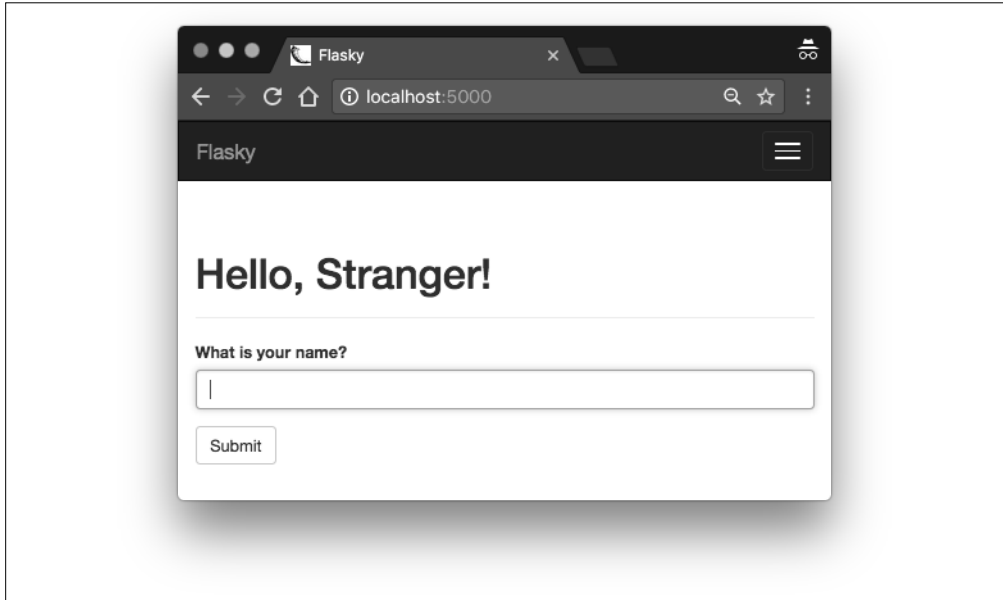 Flasky
localhost:5000
Flasky
Hello, Stranger!
What is your name?
Submit